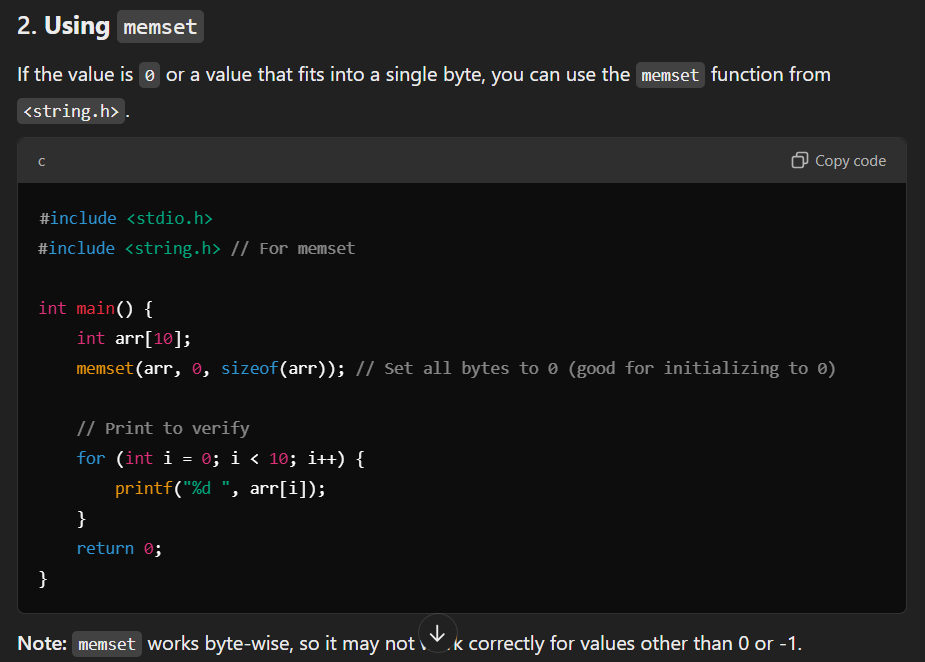 2. Using memset
If the value is 0 or a value that fits into a single byte, you can use the memset function from
<string.h>.
c
Copy code
#include <stdio.h>
#include <string.h> // For memset
int main() {
    int arr[10];
    memset(arr, 0, sizeof(arr)); // Set all bytes to 0 (good for initializing to 0)
    // Print to verify
    for (int i = 0; i < 10; i++) {
        printf("%d ", arr[i]);
    }
    return 0;
}
Note: memset works byte-wise, so it may not correctly for values other than 0 or -1.